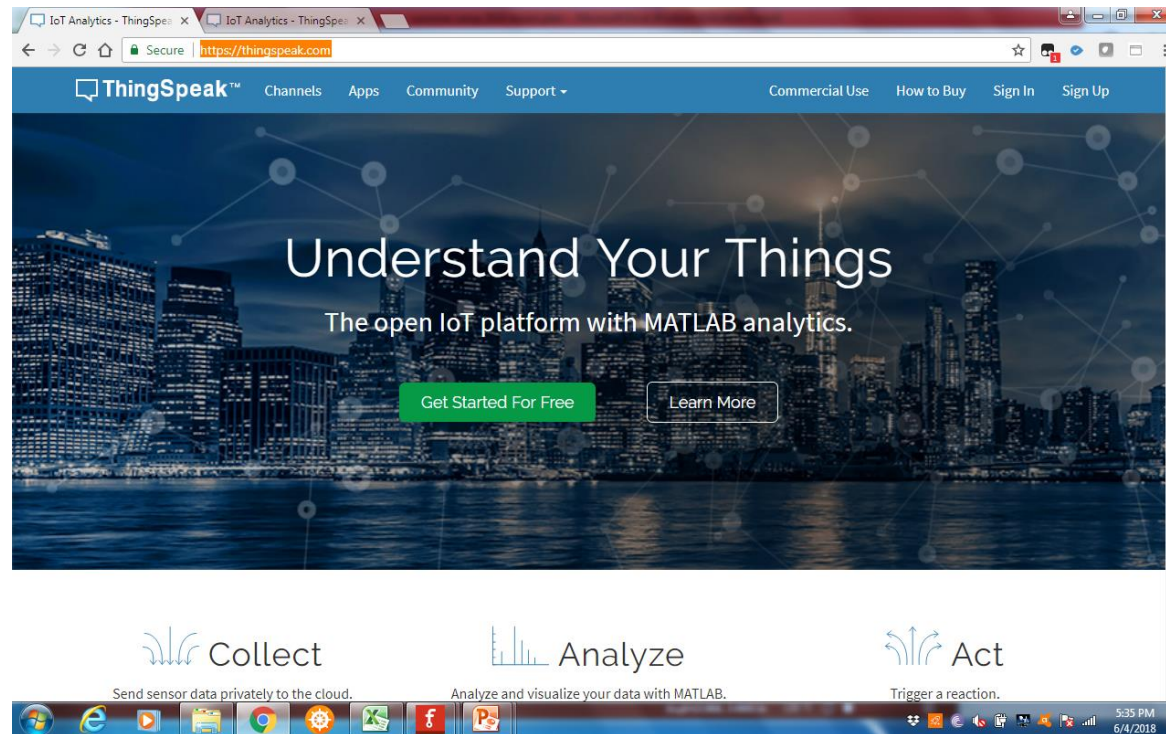 IoT Analytics - ThingSpea
IoT Analytics - ThingSpea
Secure | https://thingspeak.com
1
ThingSpeak™ Channels Apps Community Support Commercial Use How to Buy Sign In Sign Up
Understand Your Things
The open IoT platform with MATLAB analytics.
Get Started For Free Learn More
Collect Analyze Act
Send sensor data privately to the cloud. Analyze and visualize your data with MATLAB. Trigger a reaction.
5:35 PM
6/4/2018